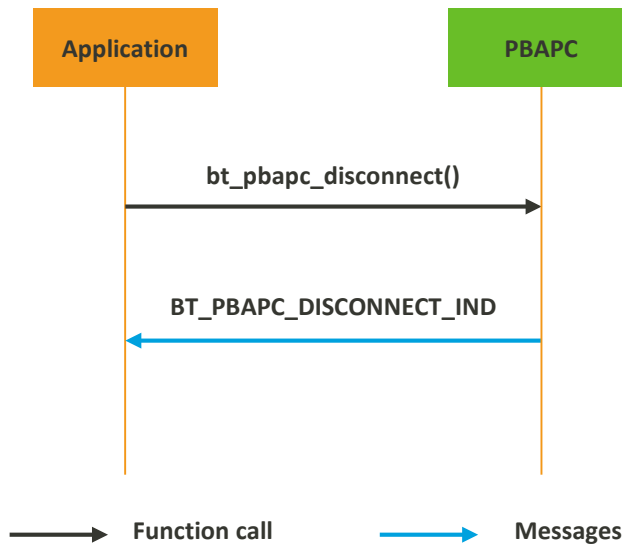 Application
PBAPC
bt_pbapc_disconnect()
BT_PBAPC_DISCONNECT_IND
Function call
Messages